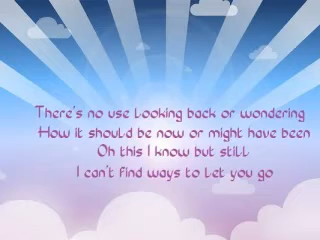 There's no use looking back or wondering
How it should be now or might have been
Oh this I know but still
I can't find ways to let you go